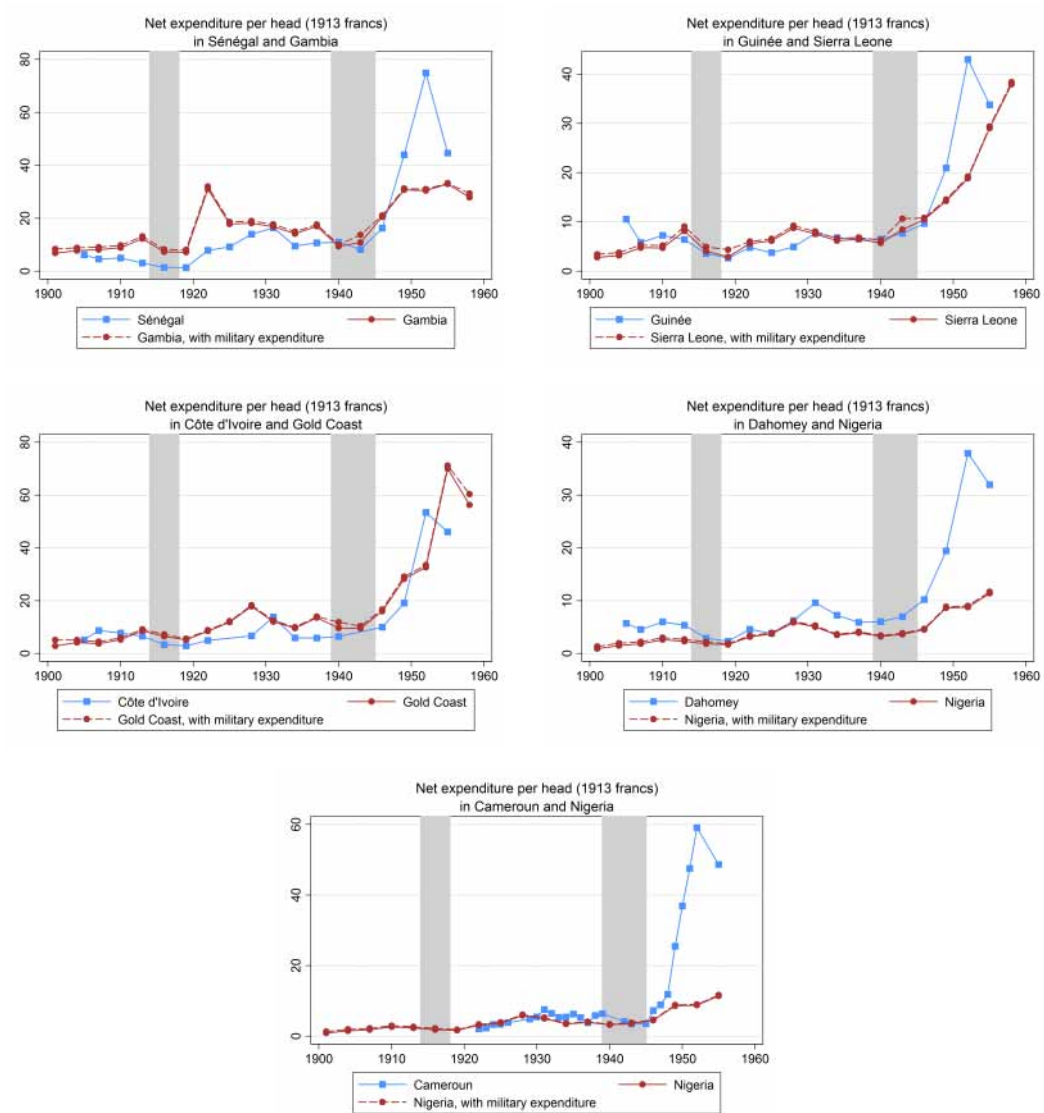 Net expenditure per head (1913 francs)
in Sénégal and Gambia
80
60
40
20
0
1900 1910 1920 1930 1940 1950 1960
Sénégal Gambia
Gambia, with military expenditure
Net expenditure per head (1913 francs)
in Guinée and Sierra Leone
40
30
20
10
0
1900 1910 1920 1930 1940 1950 1960
Guinée Sierra Leone
Sierra Leone, with military expenditure
Net expenditure per head (1913 francs)
in Côte d'Ivoire and Gold Coast
80
60
40
20
0
1900 1910 1920 1930 1940 1950 1960
Côte d'Ivoire Gold Coast
Gold Coast, with military expenditure
Net expenditure per head (1913 francs)
in Dahomey and Nigeria
40
30
20
10
0
1900 1910 1920 1930 1940 1950 1960
Dahomey Nigeria
Nigeria, with military expenditure
Net expenditure per head (1913 francs)
in Cameroun and Nigeria
60
40
20
0
1900 1910 1920 1930 1940 1950 1960
Cameroun Nigeria
Nigeria, with military expenditure